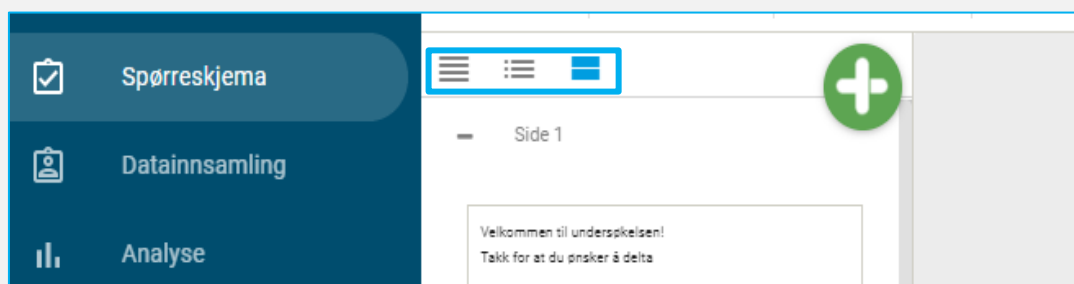 Spørreskjema
Datainnsamling
Analyse
Side 1
Velkommen til undersøkelsen!
Takk for at du ønsker å delta